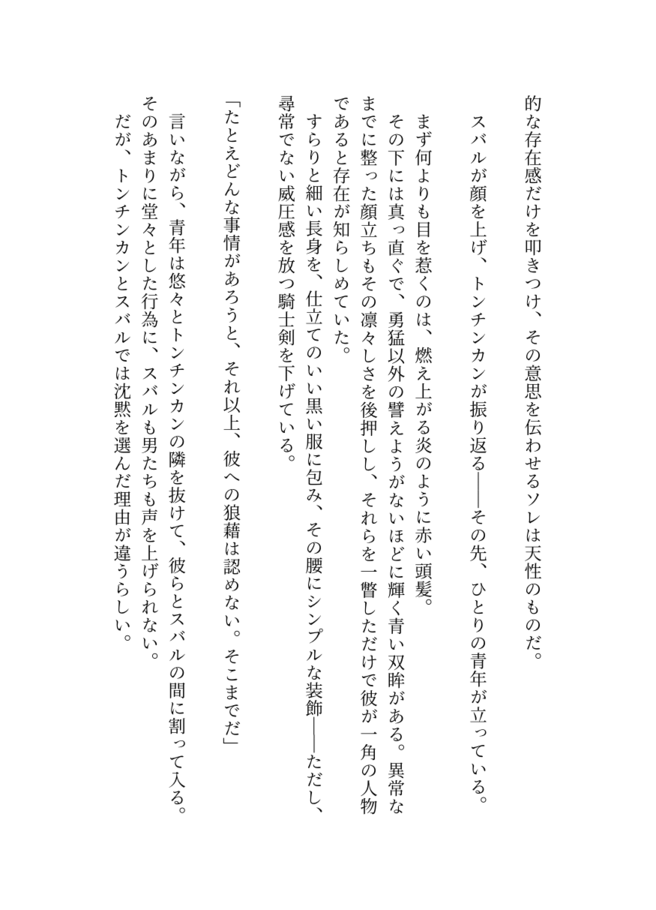 的な存在感だけを叩きつけ、その意思を伝わせるソレは天性のものだ。
スバルが顔を上げ、トンチンカンが振り返る――その先、ひとりの青年が立っている。
まず何よりも目を惹くのは、燃え上がる炎のように赤い頭髪。
その下には真っ直ぐで、勇猛以外の譬えようがないほどに輝く青い双眸がある。異常な
までに整った顔立ちもその凛々しさを後押しし、それらを一瞥しただけで彼が一角の人物
であると存在が知らしめていた。
すらりと細い長身を、仕立てのいい黒い服に包み、その腰にシンプルな装飾――ただし、
尋常でない威圧感を放つ騎士剣を下げている。
「たとえどんな事情があろうと、それ以上、彼への狼藉は認めない。そこまでだ」
言いながら、青年は悠々とトンチンカンの隣を抜けて、彼らとスバルの間に割って入る。
そのあまりに堂々とした行為に、スバルも男たちも声を上げられない。
だが、トンチンカンとスバルでは沈黙を選んだ理由が違うらしい。